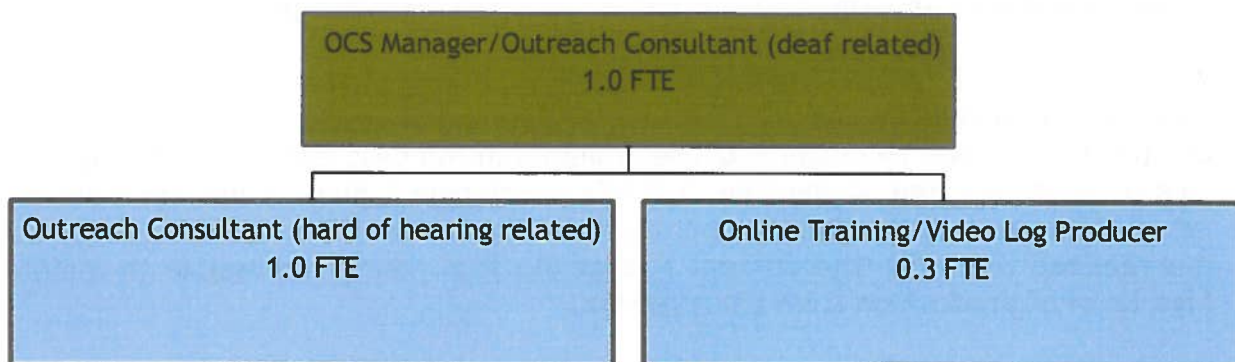 OCS Manager/Outreach Consultant (deaf related)
1.0 FTE
Outreach Consultant (hard of hearing related)
1.0 FTE
Online Training/Video Log Producer
0.3 FTE